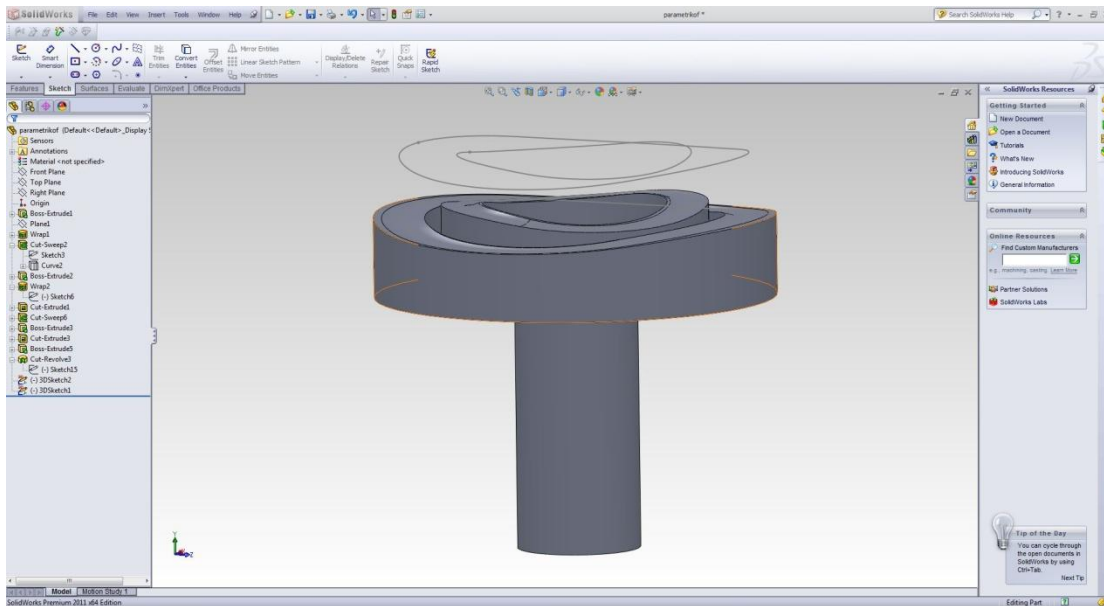 SolidWorks File Edit View Insert Tools Window Help parametrikof * Search SolidWorks Help
Sketch Smart Dimension Trim Entities Convert Entities Offset Entities Mirror Entities Linear Sketch Pattern Move Entities Display/Delete Relations Repair Sketch Quick Snaps Rapid Sketch
Features Sketch Surfaces Evaluate DimXpert Office Products
parametrikof (Default<<Default>_Display S
Sensors
Annotations
Material <not specified>
Front Plane
Top Plane
Right Plane
Origin
Boss-Extrude1
Plane1
Wrap1
Cut-Sweep2
Sketch3
Curve2
Boss-Extrude2
Wrap2
(-) Sketch6
Cut-Extrude1
Cut-Sweep6
Boss-Extrude3
Cut-Extrude3
Boss-Extrude5
Cut-Revolve3
(-) Sketch15
(-) 3DSketch2
(-) 3DSketch1
Y
Z
SolidWorks Resources
Getting Started
New Document
Open a Document
Tutorials
What's New
Introducing SolidWorks
General Information
Community
Online Resources
Find Custom Manufacturers
e.g., machining, casting Learn More
Partner Solutions
SolidWorks Labs
Tip of the Day
You can cycle through
the open documents in
SolidWorks by using
Ctrl+Tab.
Next Tip
Model Motion Study 1
SolidWorks Premium 2011 x64 Edition Editing Part